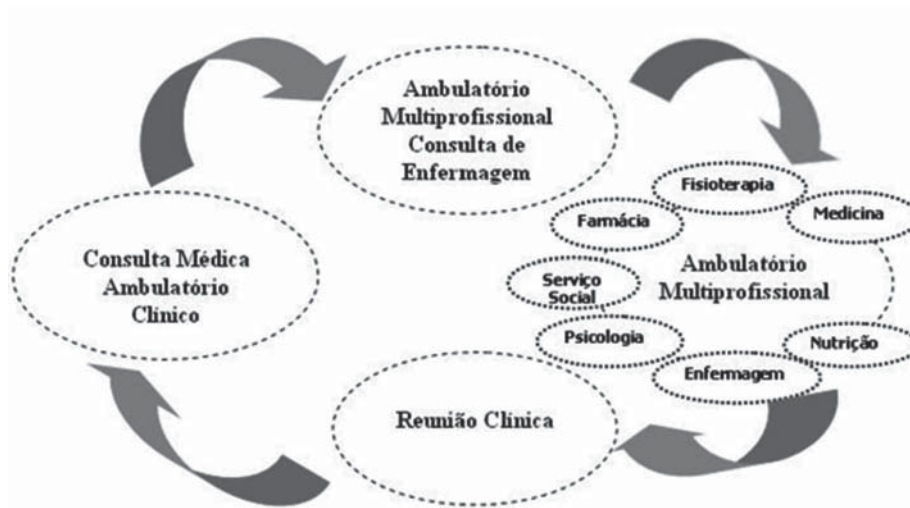 Ambulatório
Multiprofissional
Consulta de
Enfermagem
Fisioterapia
Medicina
Farmácia
Ambulatório
Multiprofissional
Serviço
Social
Psicologia
Nutrição
Enfermagem
Reunião Clínica
Consulta Médica
Ambulatório
Clínico